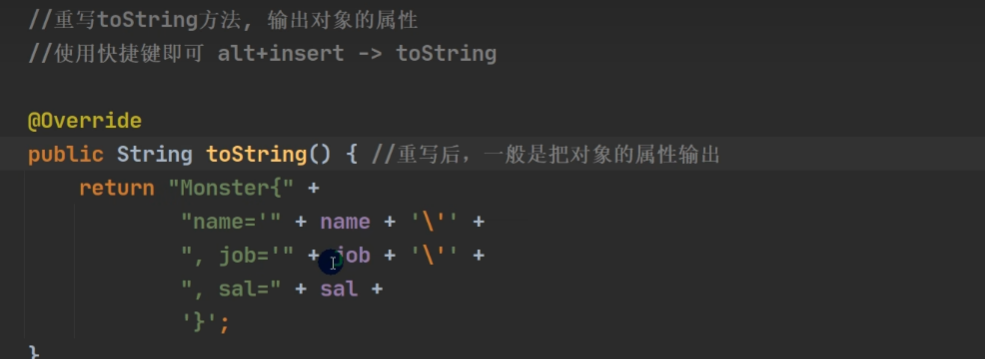 //重写toString方法, 输出对象的属性
//使用快捷键即可 alt+insert -> toString
@Override
public String toString() { //重写后，一般是把对象的属性输出
return "Monster{" +
"name='" + name + '\'' +
", job='" + job + '\'' +
", sal=" + sal +
'}';
}